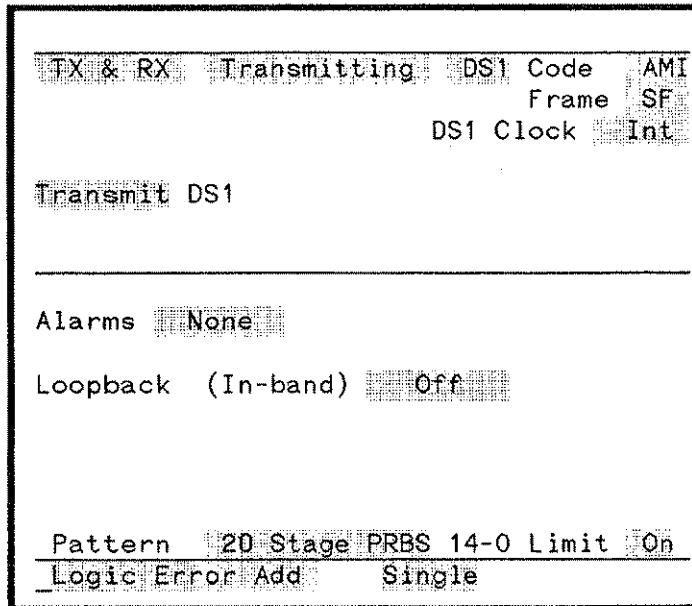 TX & RX Transmitting DS1 Code AMI
Frame SF
DS1 Clock Int
Transmit DS1
Alarms None
Loopback (In-band) Off
Pattern 20 Stage PRBS 14-0 Limit On
_Logic Error Add Single